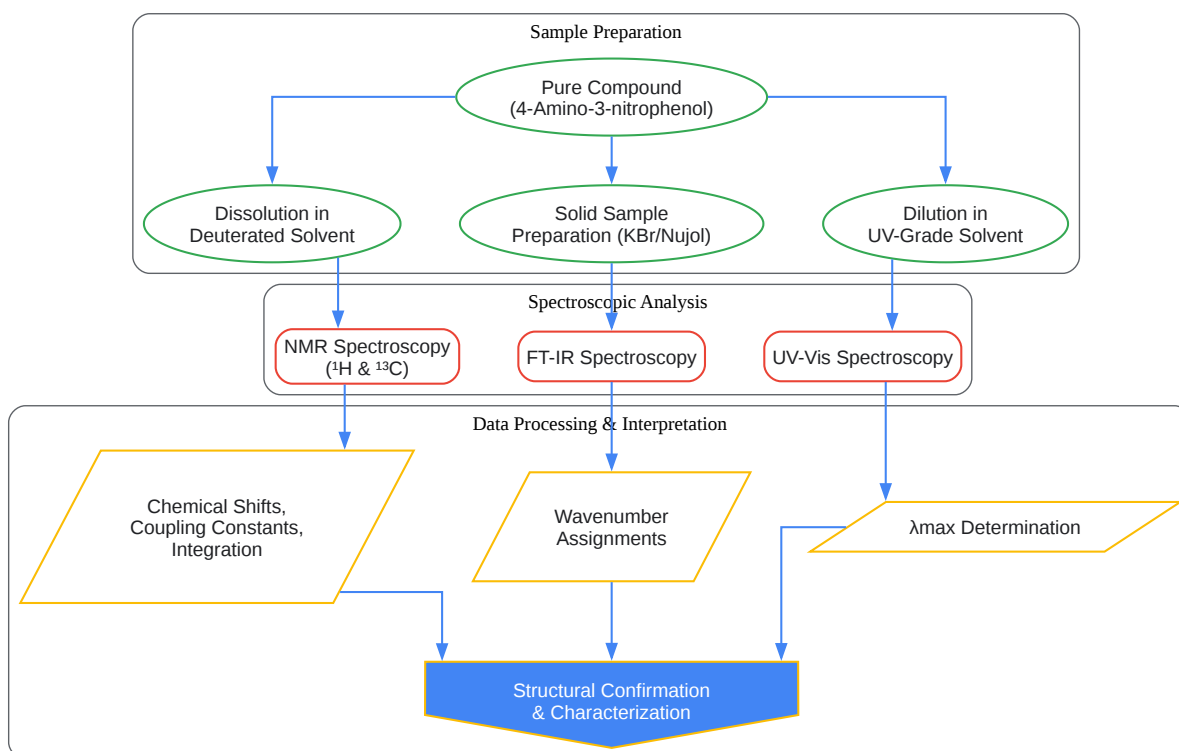 Sample Preparation
Pure Compound
(4-Amino-3-nitrophenol)
Dissolution in
Deuterated Solvent
Solid Sample
Preparation (KBr/Nujol)
Dilution in
UV-Grade Solvent
Spectroscopic Analysis
NMR Spectroscopy
(¹H & ¹³C)
FT-IR Spectroscopy
UV-Vis Spectroscopy
Data Processing & Interpretation
Chemical Shifts,
Coupling Constants,
Integration
Wavenumber
Assignments
λmax Determination
Structural Confirmation
& Characterization